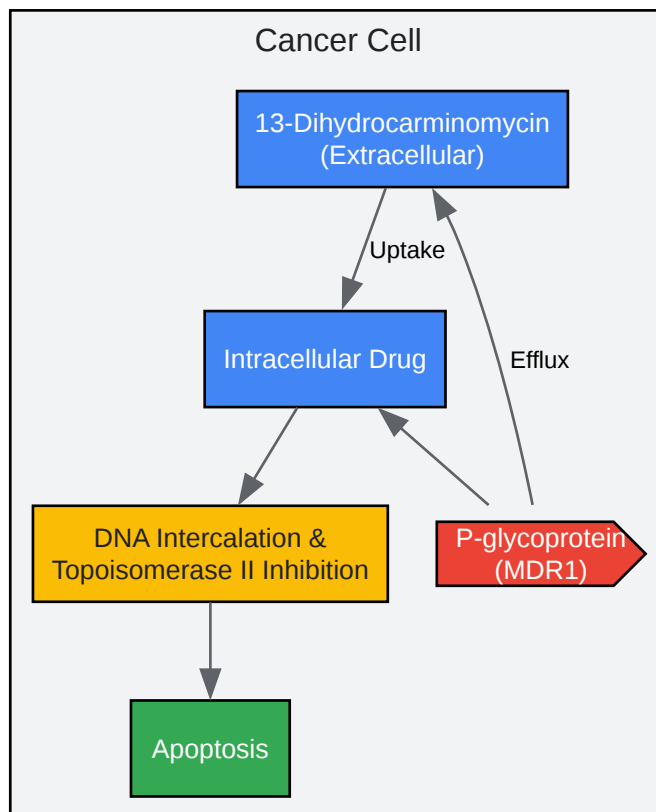 Cancer Cell
13-Dihydrocarminomycin
(Extracellular)
Uptake
Intracellular Drug
Efflux
DNA Intercalation &
Topoisomerase II Inhibition
P-glycoprotein
(MDR1)
Apoptosis